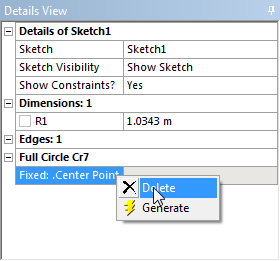 Details View
Details of Sketch1
Sketch Sketch1
Sketch Visibility Show Sketch
Show Constraints? Yes
Dimensions: 1
R1 1.0343 m
Edges: 1
Full Circle Cr7
Fixed: .Center Point
Delete
Generate